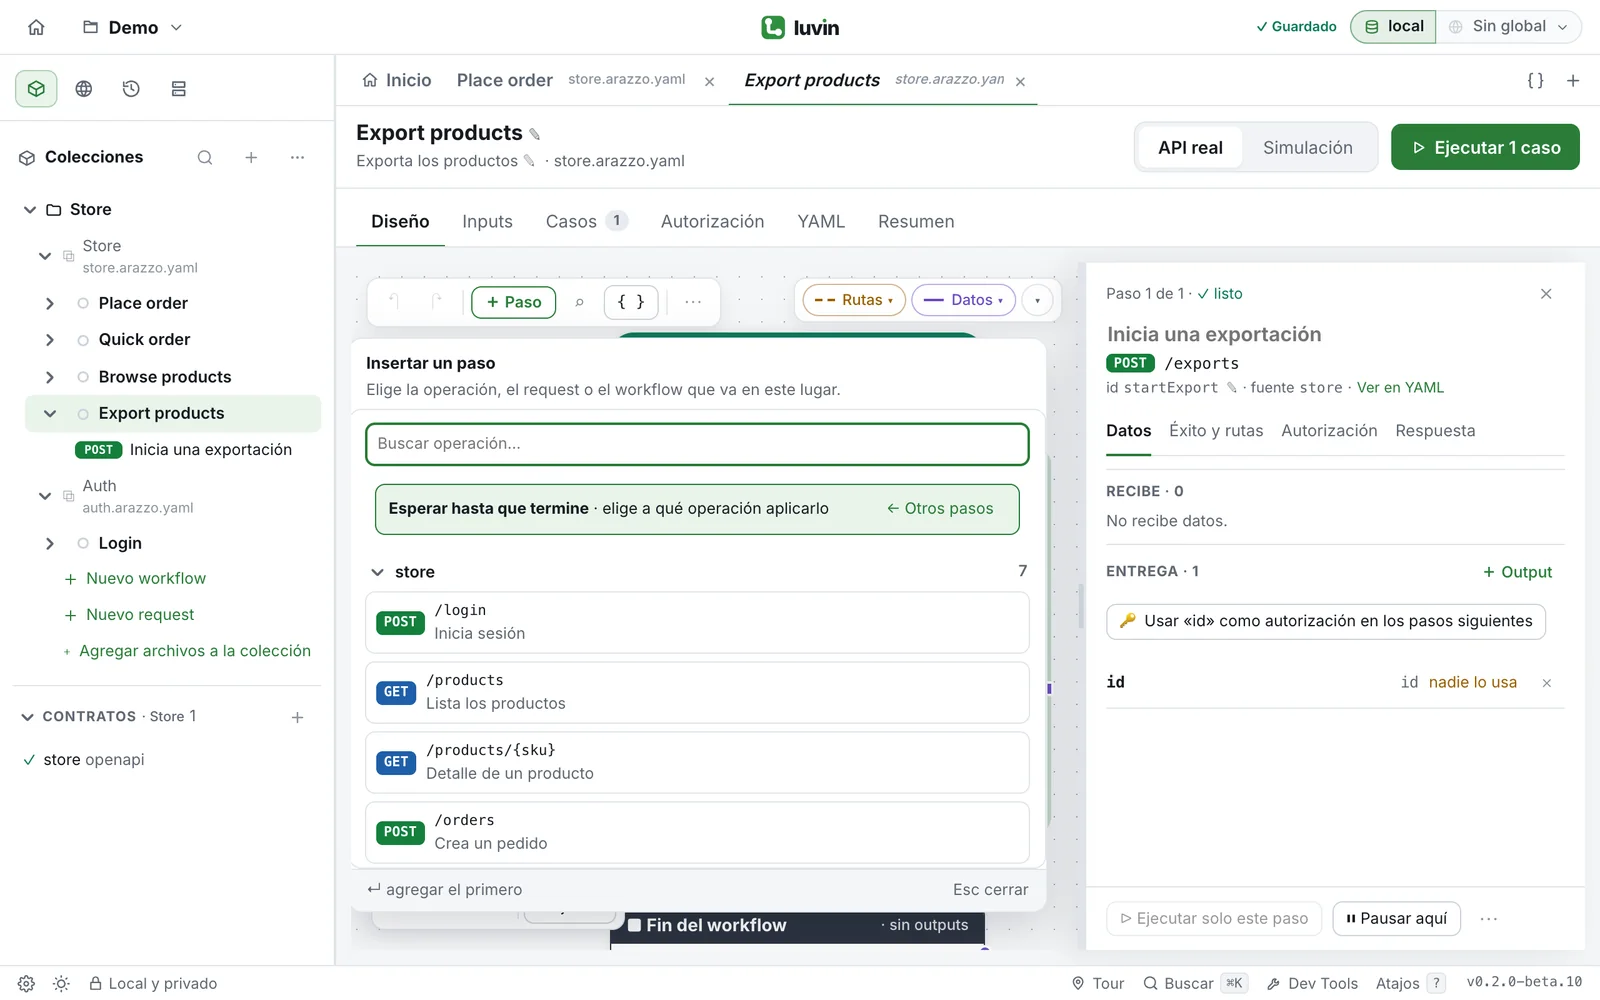 Demo
luvin
✓ Guardado
local
Sin global
Inicio
Place order store.arazzo.yaml ×
Export products store.arazzo.yan ×
{ } +
Colecciones
Store
Store
store.arazzo.yaml
Place order
Quick order
Browse products
Export products
POST Inicia una exportación
Auth
auth.arazzo.yaml
Login
+ Nuevo workflow
+ Nuevo request
+ Agregar archivos a la colección
CONTRATOS · Store 1
✓ store openapi
Export products
Exporta los productos · store.arazzo.yaml
API real
Simulación
Ejecutar 1 caso
Diseño
Inputs
Casos 1
Autorización
YAML
Resumen
+ Paso
{ }
···
Rutas
Datos
Insertar un paso
Elige la operación, el request o el workflow que va en este lugar.
Buscar operación...
Esperar hasta que termine · elige a qué operación aplicarlo ← Otros pasos
store 7
POST /login
Inicia sesión
GET /products
Lista los productos
GET /products/{sku}
Detalle de un producto
POST /orders
Crea un pedido
↵ agregar el primero
Esc cerrar
Fin del workflow · sin outputs
Paso 1 de 1 · ✓ listo
Inicia una exportación
POST /exports
id startExport · fuente store · Ver en YAML
Datos
Éxito y rutas
Autorización
Respuesta
RECIBE · 0
No recibe datos.
ENTREGA · 1
+ Output
Usar «id» como autorización en los pasos siguientes
id id nadie lo usa ×
Ejecutar solo este paso
Pausar aquí
···
Local y privado
Tour
Buscar ⌘K
Dev Tools
Atajos ?
v0.2.0-beta.10